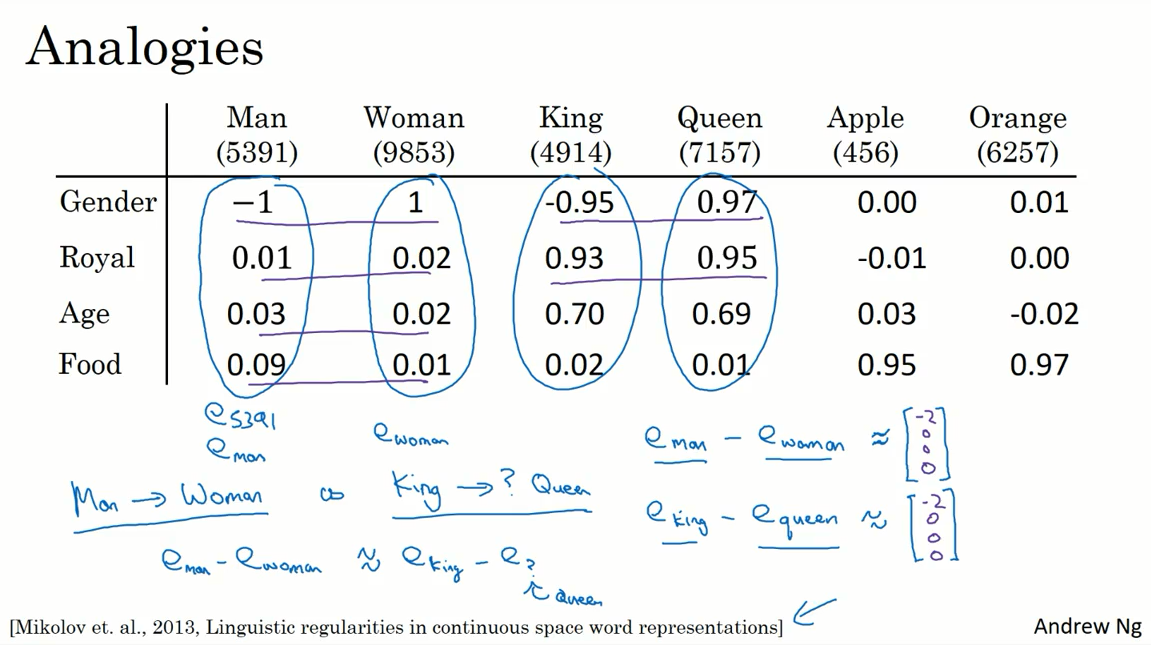 Analogies
Man Woman King Queen Apple Orange
(5391) (9853) (4914) (7157) (456) (6257)
Gender −1 1 -0.95 0.97 0.00 0.01
Royal 0.01 0.02 0.93 0.95 -0.01 0.00
Age 0.03 0.02 0.70 0.69 0.03 -0.02
Food 0.09 0.01 0.02 0.01 0.95 0.97
e5391
eman
ewoman
eman − ewoman ≈ [-2 0 0 0]
Man → Woman as King → ? Queen
eking − equeen ≈ [-2 0 0 0]
eman − ewoman ≈ eking − e?
↑ Queen
[Mikolov et. al., 2013, Linguistic regularities in continuous space word representations] ←
Andrew Ng